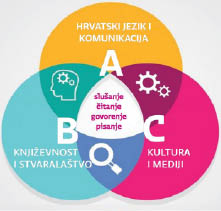 HRVATSKI JEZIK I
KOMUNIKACIJA
A
slušanje
čitanje
govorenje
pisanje
B
C
KNJIŽEVNOST
I STVARALAŠTVO
KULTURA
I MEDIJI